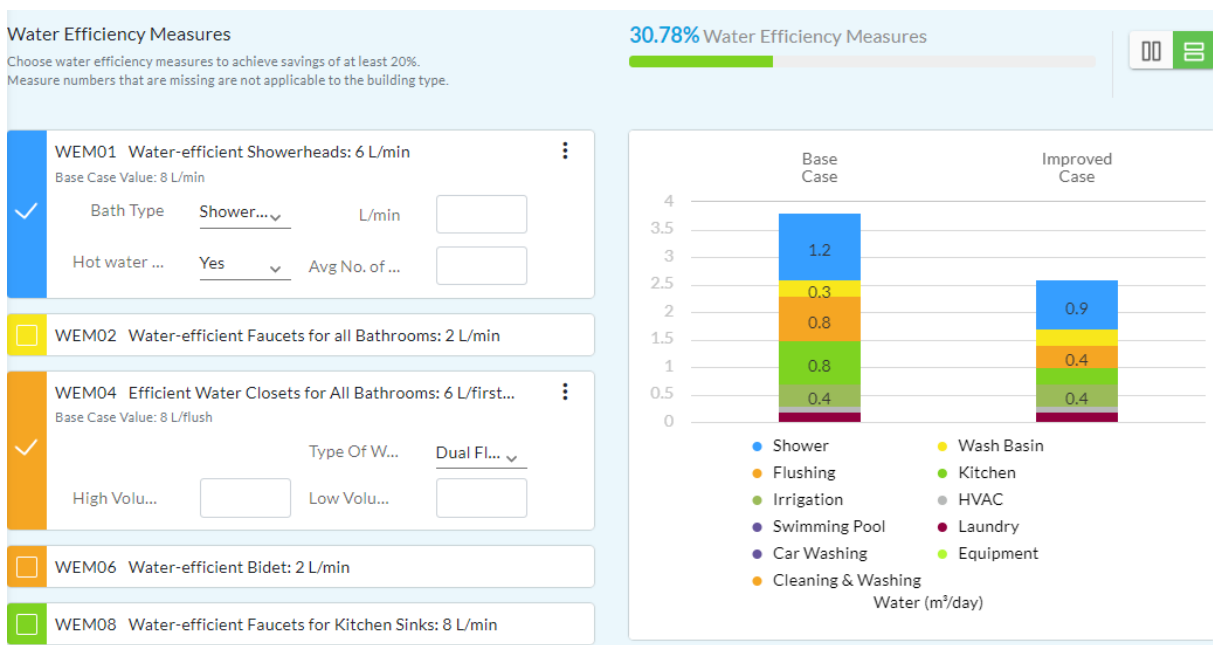 Water Efficiency Measures
Choose water efficiency measures to achieve savings of at least 20%.
Measure numbers that are missing are not applicable to the building type.
30.78% Water Efficiency Measures
WEM01 Water-efficient Showerheads: 6 L/min
Base Case Value: 8 L/min
Bath Type Shower... L/min
Hot water ... Yes Avg No. of ...
WEM02 Water-efficient Faucets for all Bathrooms: 2 L/min
WEM04 Efficient Water Closets for All Bathrooms: 6 L/first...
Base Case Value: 8 L/flush
Type Of W... Dual Fl...
High Volu... Low Volu...
WEM06 Water-efficient Bidet: 2 L/min
WEM08 Water-efficient Faucets for Kitchen Sinks: 8 L/min
Base
Case
Improved
Case
4
3.5
3
2.5
2
1.5
1
0.5
0
1.2
0.3
0.8
0.8
0.4
0.9
0.4
0.4
Shower
Wash Basin
Flushing
Kitchen
Irrigation
HVAC
Swimming Pool
Laundry
Car Washing
Equipment
Cleaning & Washing
Water (m³/day)